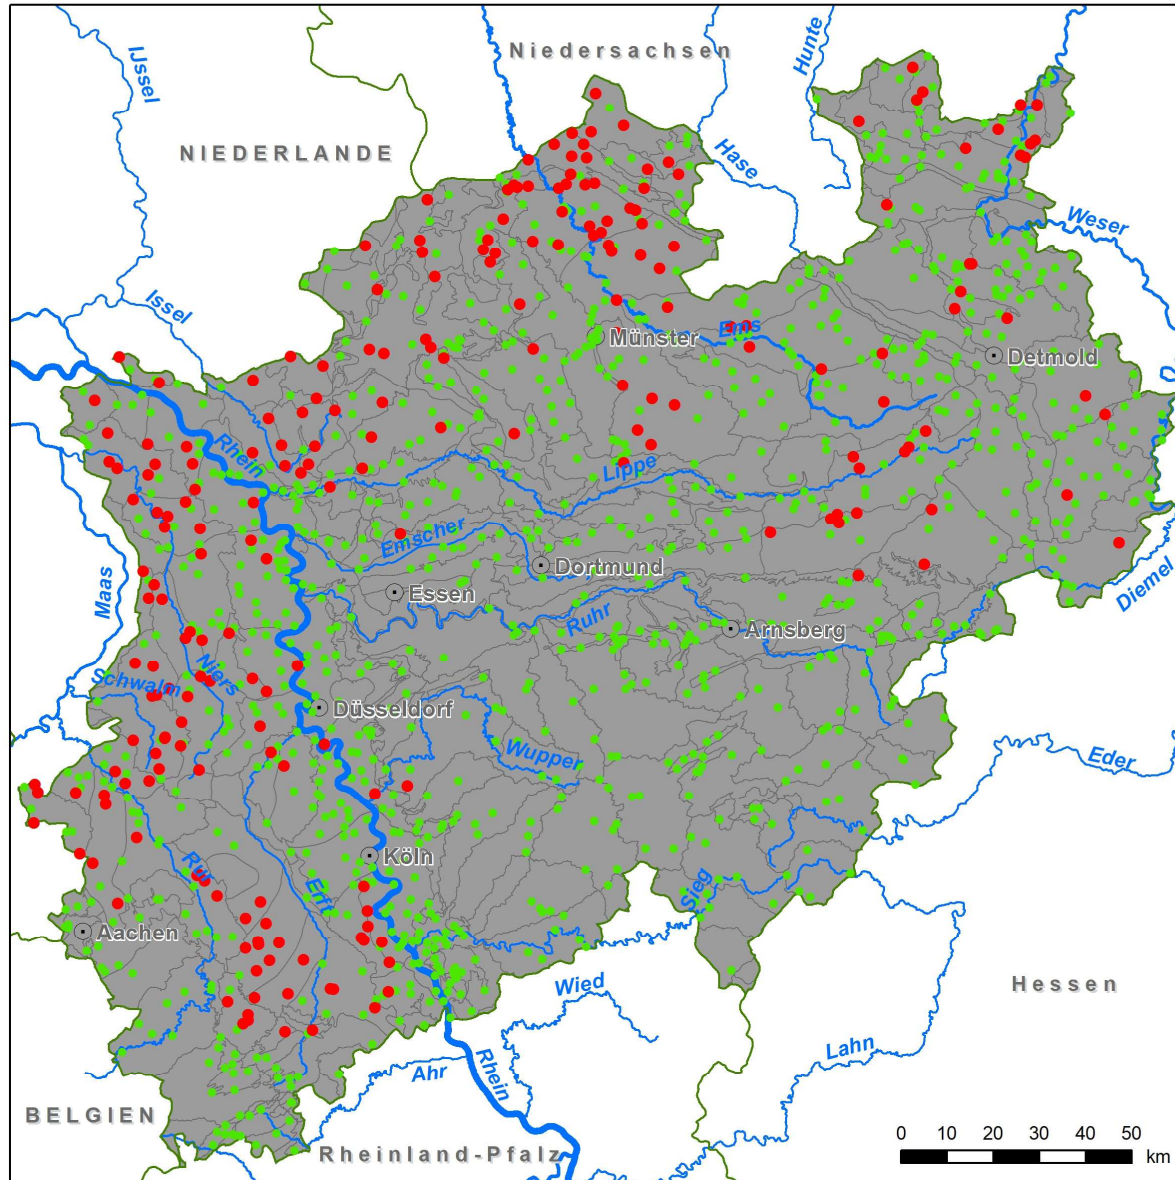 Niedersachsen
Hunte
IJssel
NIEDERLANDE
Hase
Weser
Issel
Ems
Münster
Detmold
Rhein
Lippe
Emscher
Dortmund
Essen
Maas
Ruhr
Arnsberg
Diemel
Niers
Schwalm
Düsseldorf
Wupper
Eder
Köln
Rur
Erft
Sieg
Aachen
Wied
Hessen
Rhein
Lahn
Ahr
BELGIEN
Rheinland-Pfalz
0 10 20 30 40 50
km